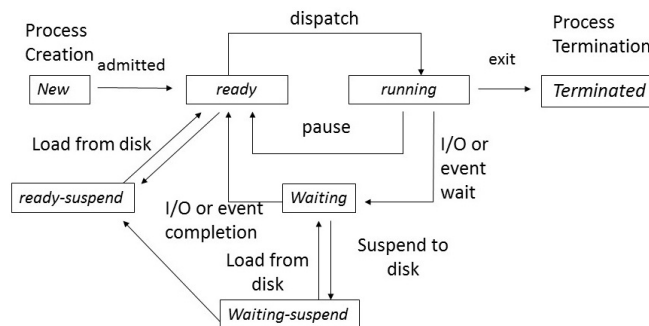 dispatch
Process
Creation
Process
Termination
admitted
exit
New
ready
running
Terminated
pause
Load from disk
I/O or
event
wait
ready-suspend
I/O or event
completion
Waiting
Load from
disk
Suspend to
disk
Waiting-suspend